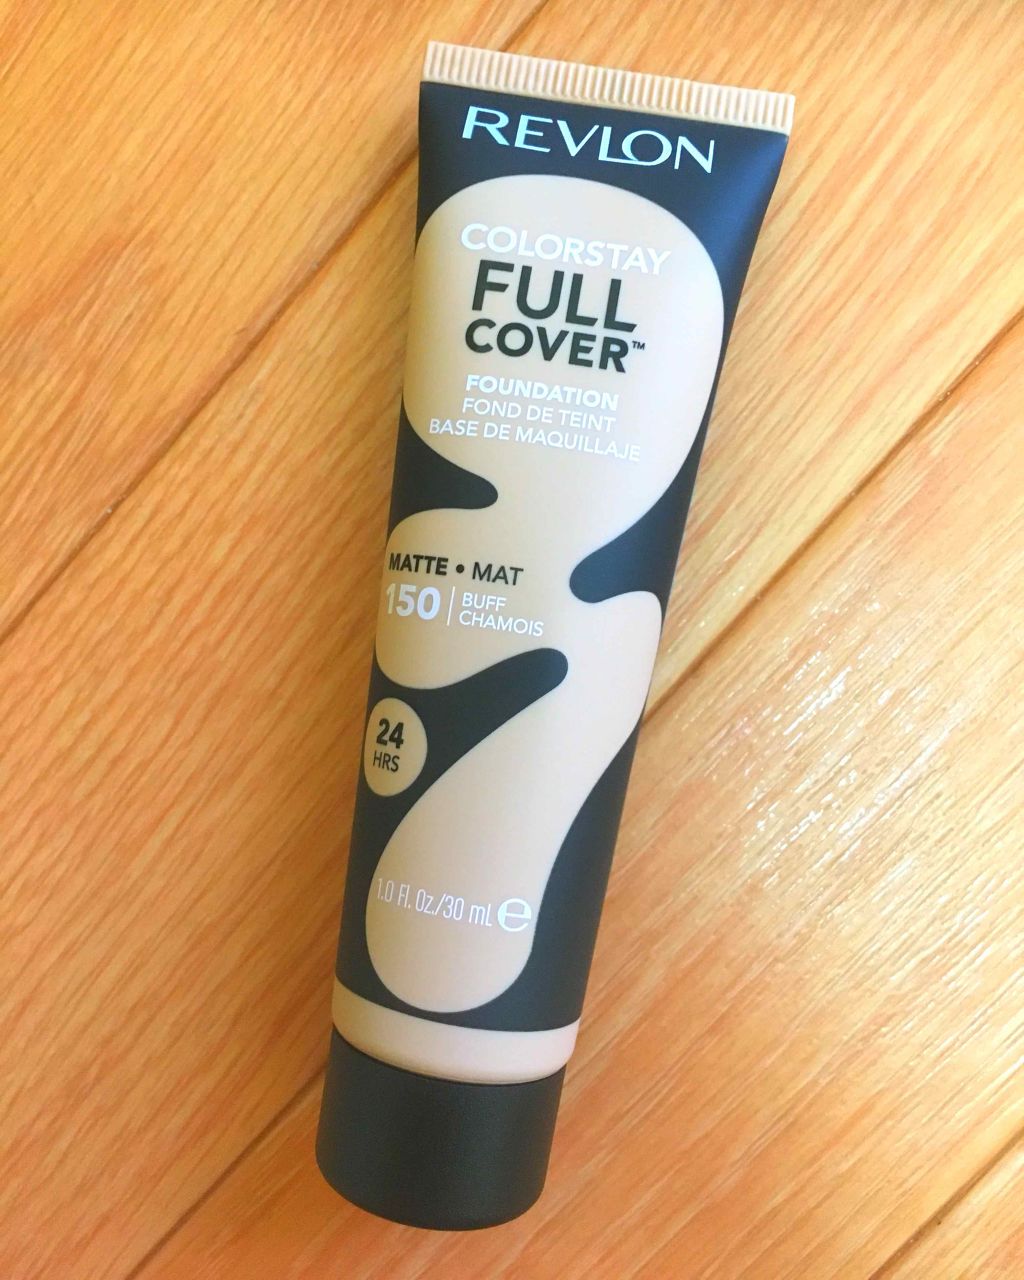 REVLON
COLORSTAY
FULL
COVER™
FOUNDATION
FOND DE TEINT
BASE DE MAQUILLAJE
MATTE • MAT
150 | BUFF
CHAMOIS
24
HRS
1.0 Fl. Oz./30 mL e